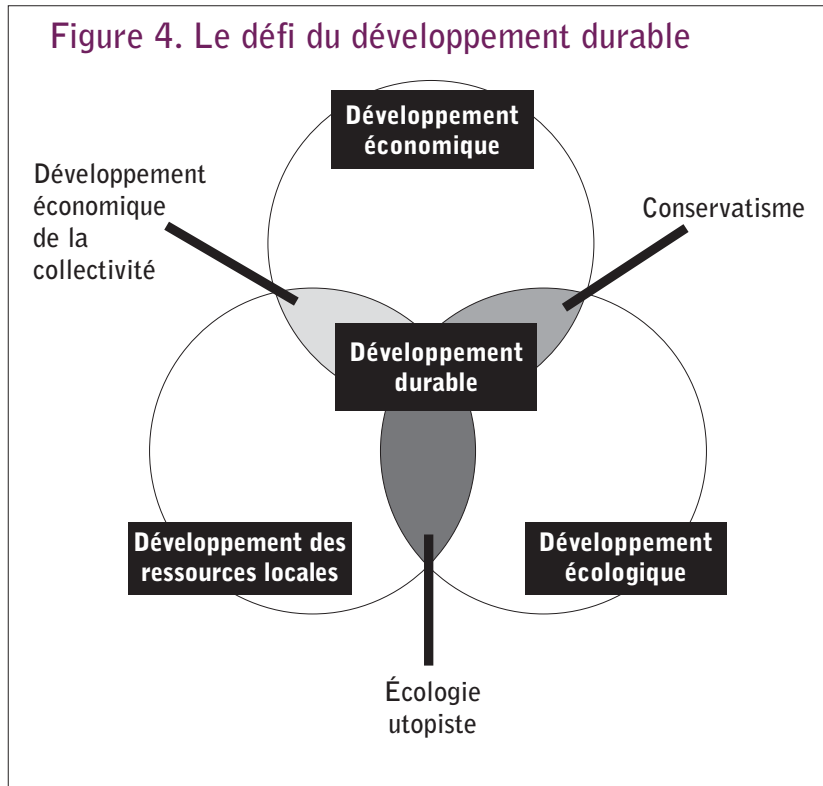 Figure 4. Le défi du développement durable
Développement
économique
Développement
économique
de la
collectivité
Conservatisme
Développement
durable
Développement des
ressources locales
Développement
écologique
Écologie
utopiste